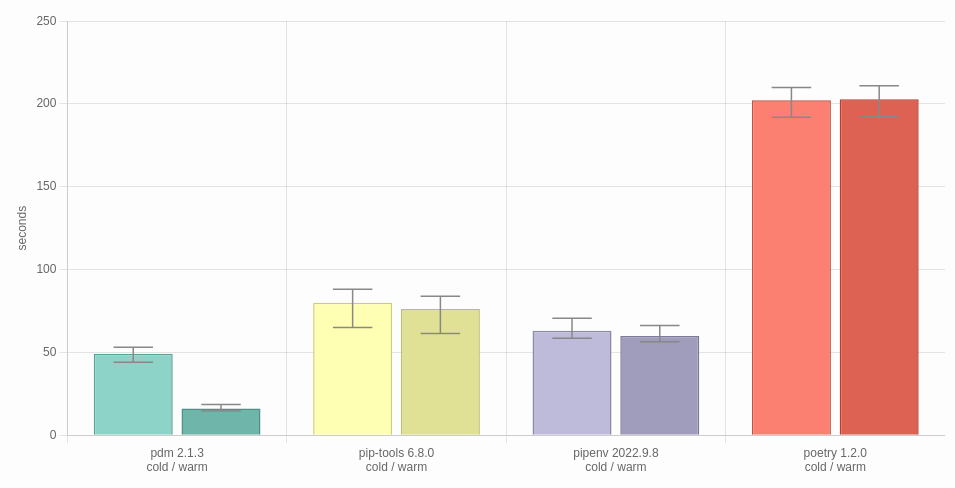 250
200
150
100
50
0
seconds
pdm 2.1.3
cold / warm
pip-tools 6.8.0
cold / warm
pipenv 2022.9.8
cold / warm
poetry 1.2.0
cold / warm